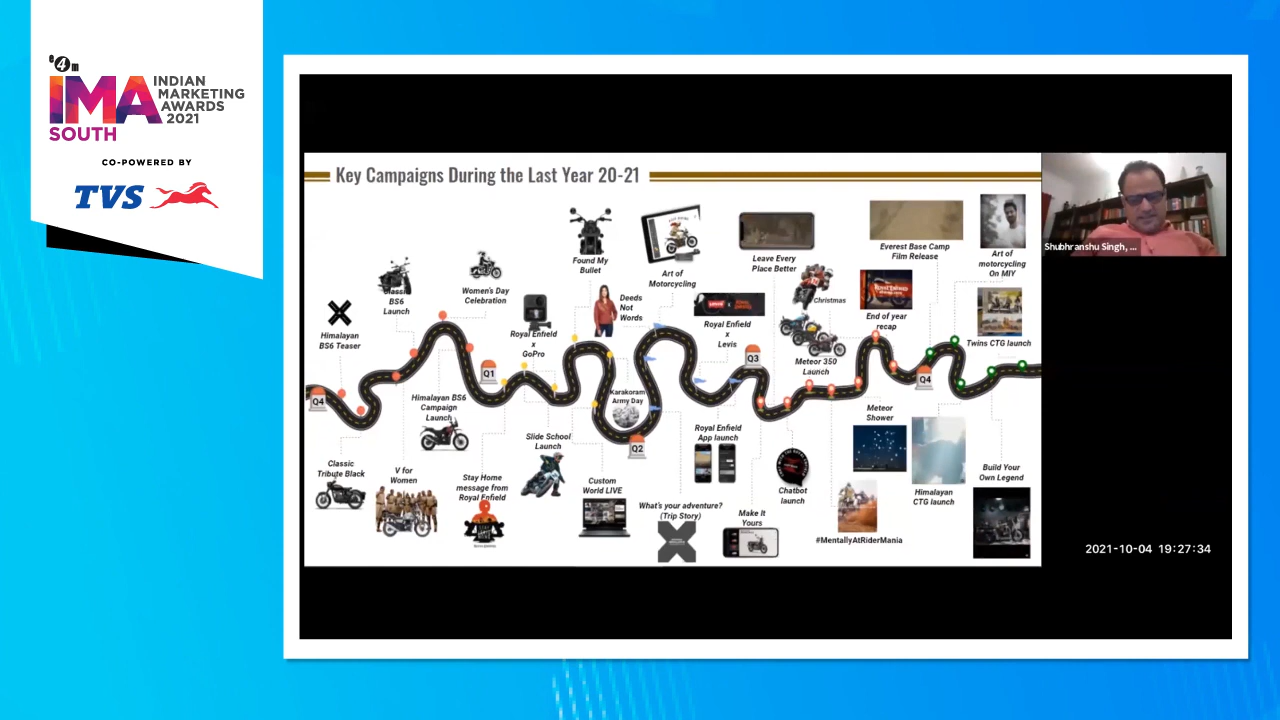 e4m
IMA
INDIAN
MARKETING
AWARDS
2021
SOUTH
CO-POWERED BY
TVS
Key Campaigns During the Last Year 20-21
Shubhranshu Singh, ...
Himalayan
BS6 Teaser
Classic
BS6
Launch
Women's Day
Celebration
Royal Enfield
x
GoPro
Found My
Bullet
Deeds
Not
Words
Art of
Motorcycling
Royal Enfield
x
Levis
Leave Every
Place Better
Christmas
Meteor 350
Launch
Everest Base Camp
Film Release
End of year
recap
Art of
motorcycling
On MIY
Twins CTG launch
Q4
Q1
Q2
Q3
Q4
Karakoram
Army Day
Himalayan BS6
Campaign
Launch
Classic
Tribute Black
V for
Women
Stay Home
message from
Royal Enfield
Slide School
Launch
Custom
World LIVE
What's your adventure?
(Trip Story)
Royal Enfield
App launch
Make It
Yours
Chatbot
launch
#MentallyAtRiderMania
Meteor
Shower
Himalayan
CTG launch
Build Your
Own Legend
2021-10-04 19:27:34